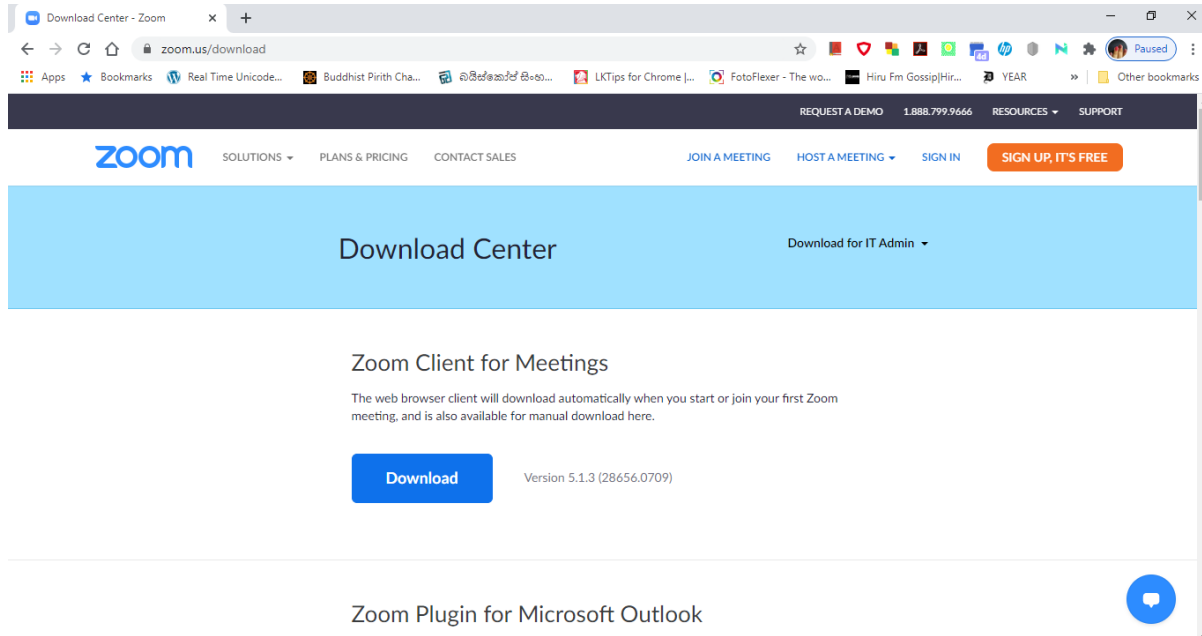 Download Center - Zoom
zoom.us/download
Paused
Apps Bookmarks Real Time Unicode... Buddhist Pirith Cha... බයිස්කෝප් සිංහ... LKTips for Chrome |... FotoFlexer - The wo... Hiru Fm Gossip|Hir... YEAR » Other bookmarks
REQUEST A DEMO 1.888.799.9666 RESOURCES SUPPORT
zoom SOLUTIONS PLANS & PRICING CONTACT SALES JOIN A MEETING HOST A MEETING SIGN IN SIGN UP, IT'S FREE
Download Center Download for IT Admin
Zoom Client for Meetings
The web browser client will download automatically when you start or join your first Zoom
meeting, and is also available for manual download here.
Download Version 5.1.3 (28656.0709)
Zoom Plugin for Microsoft Outlook